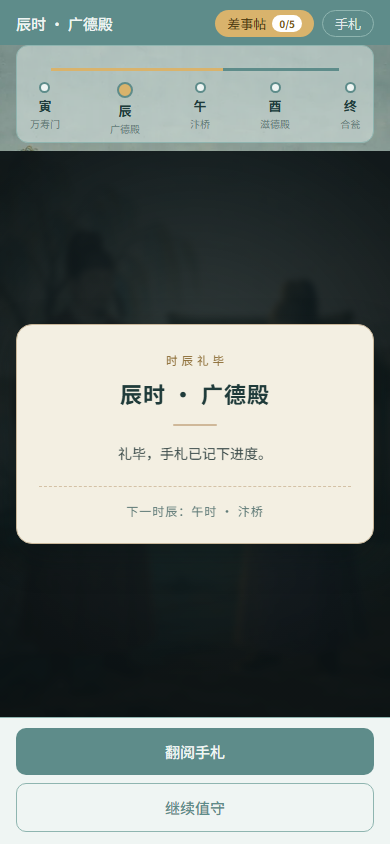 辰时 · 广德殿
差事帖 0/5
手札
寅 辰 午 酉 终
万寿门 广德殿 汴桥 滋德殿 合瓮
时辰礼毕
辰时 · 广德殿
礼毕，手札已记下进度。
下一时辰：午时 · 汴桥
翻阅手札
继续值守